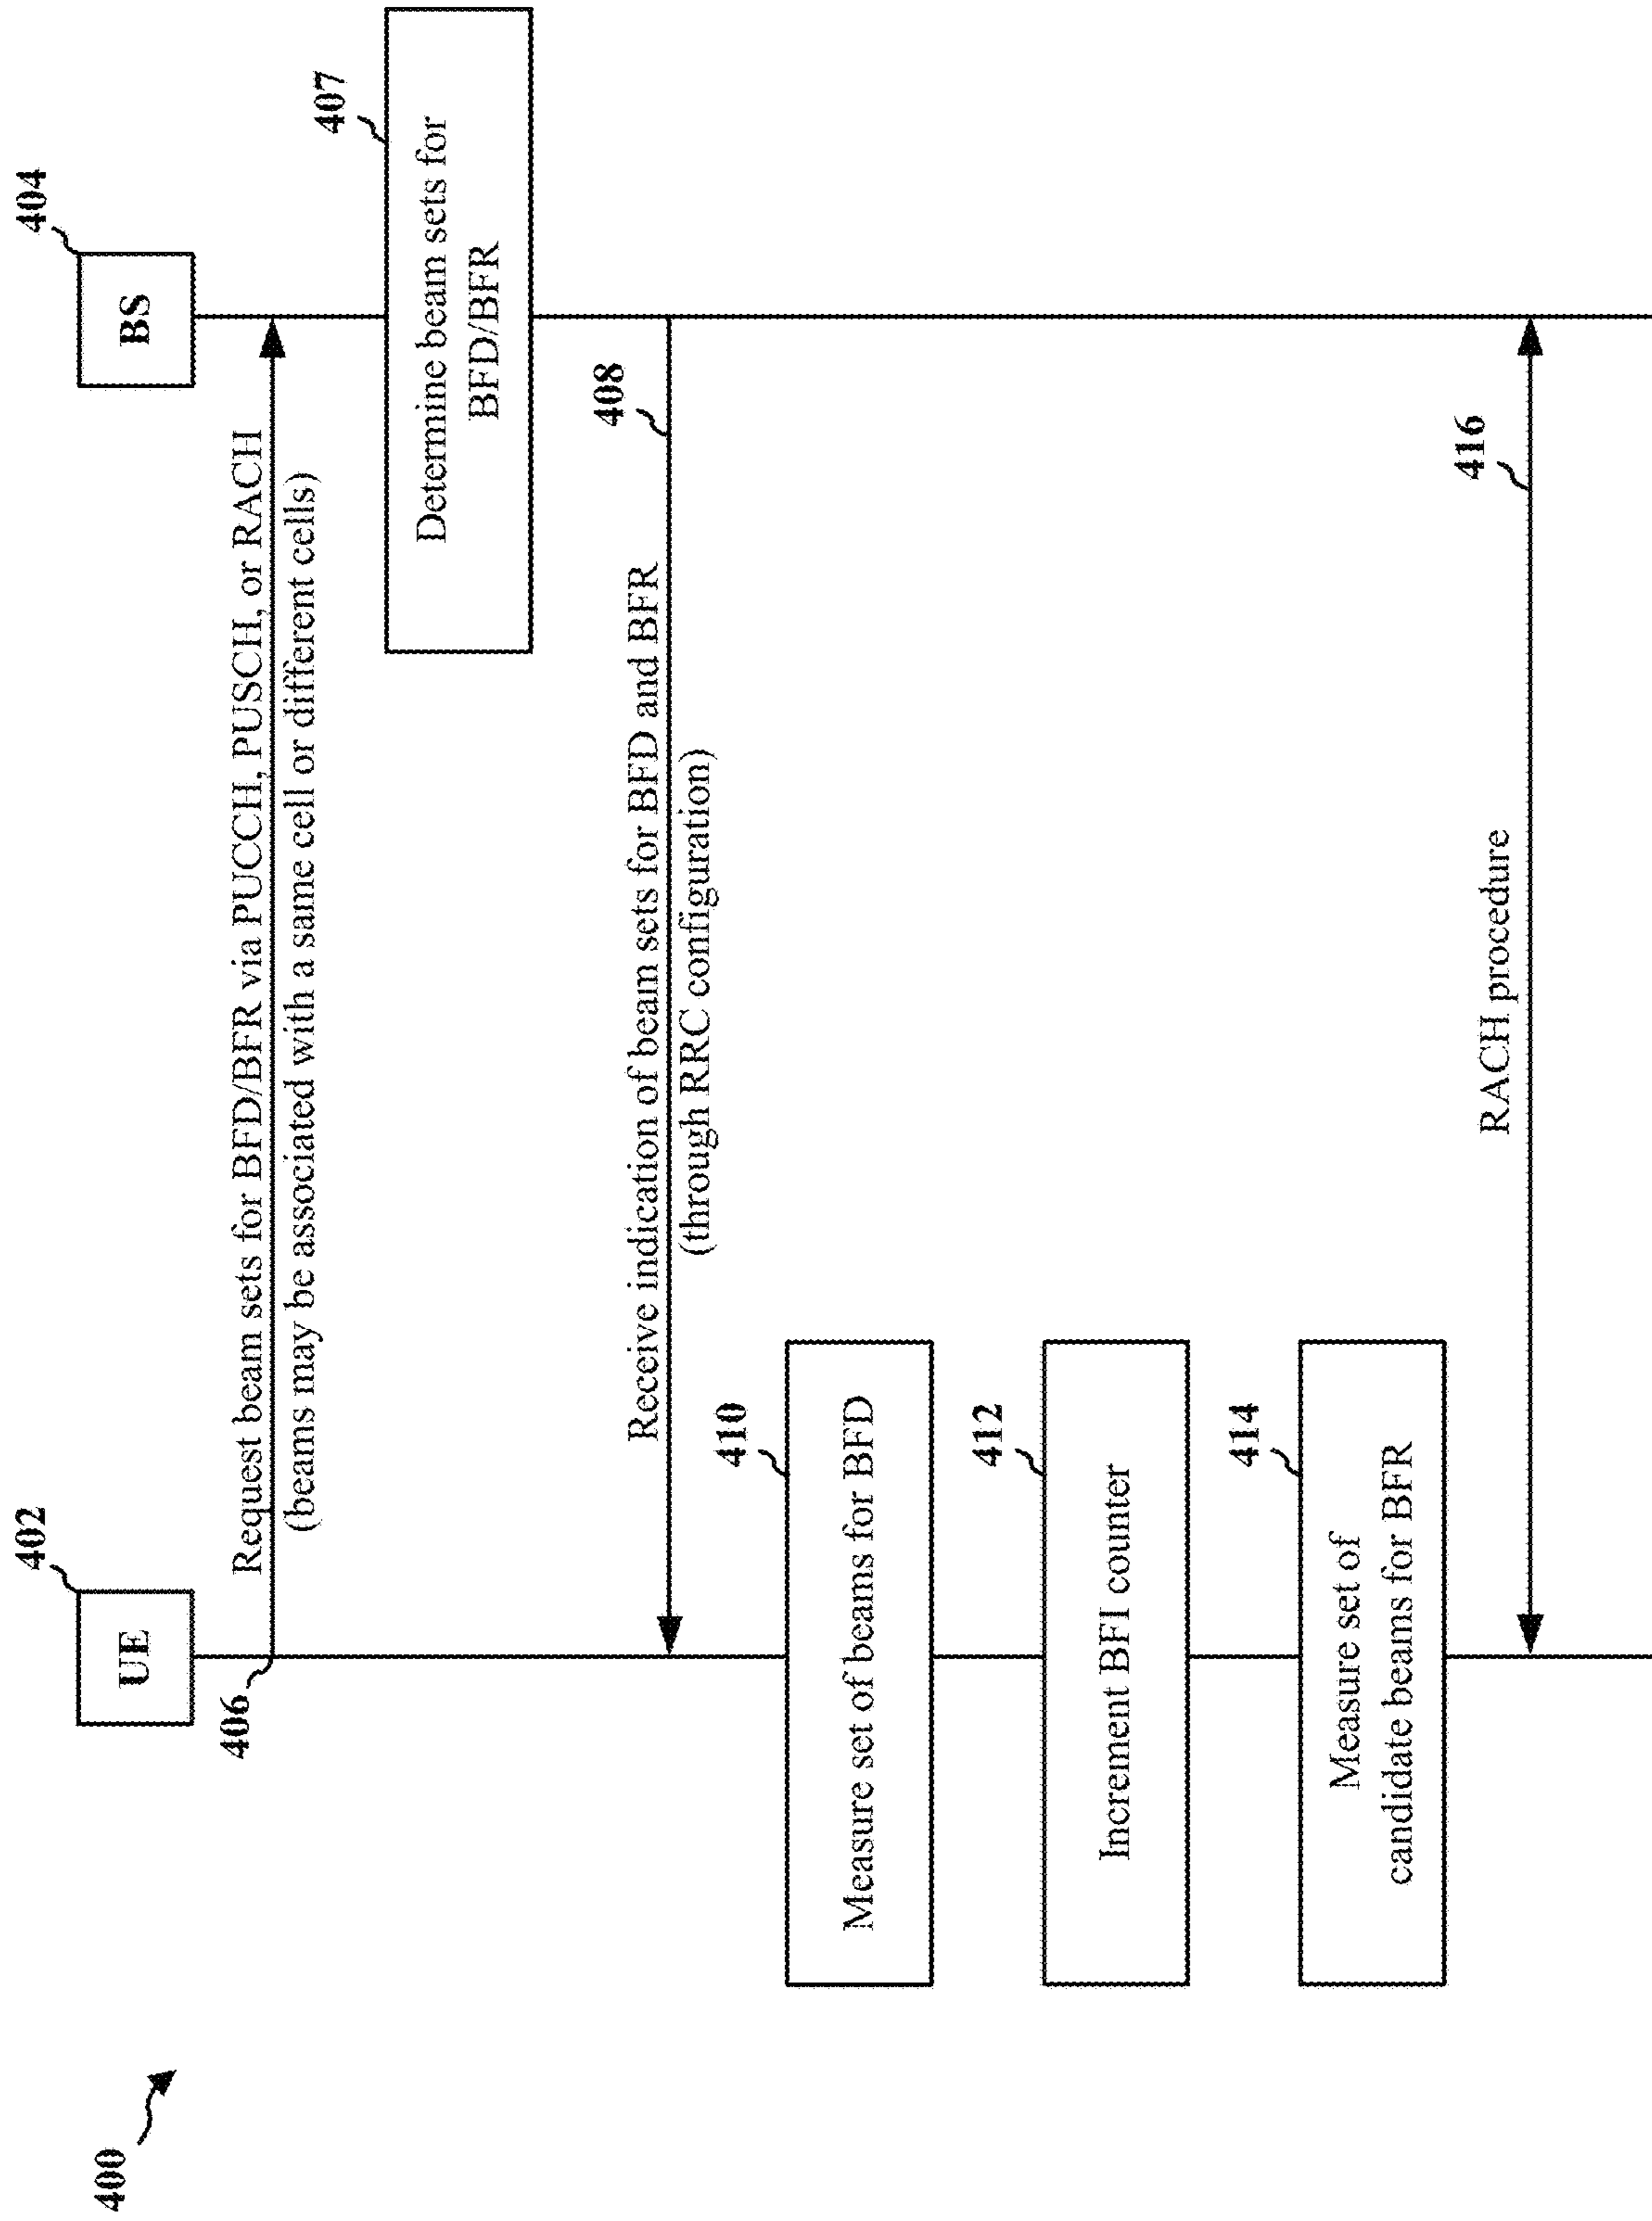 400
402
UE
404
BS
406
Request beam sets for BFD/BFR via PUCCH, PUSCH, or RACH
(beams may be associated with a same cell or different cells)
407
Determine beam sets for
BFD/BFR
408
Receive indication of beam sets for BFD and BFR
(through RRC configuration)
410
Measure set of beams for BFD
412
Increment BFI counter
414
Measure set of
candidate beams for BFR
416
RACH procedure